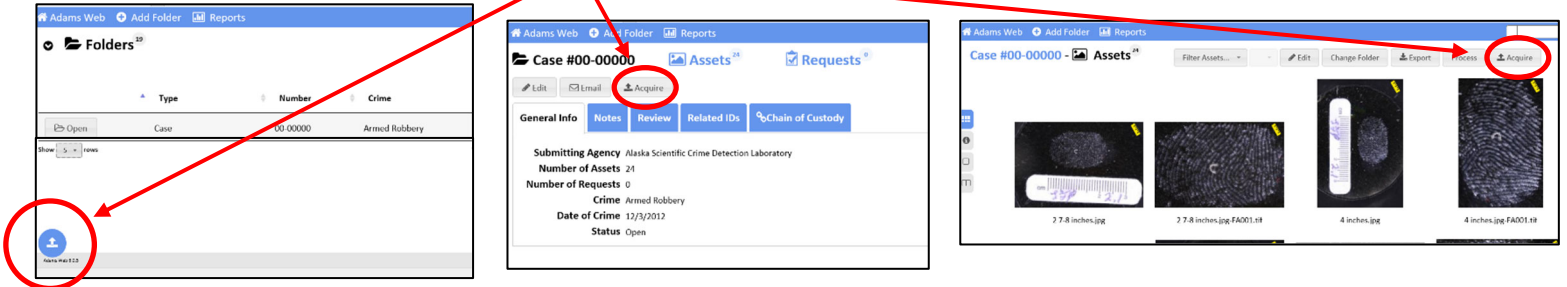 Adams Web Add Folder Reports
Folders 19
Type Number Crime
Open Case 00-00000 Armed Robbery
Show 5 rows
Adams Web Add Folder Reports
Case #00-00000 Assets 24 Requests 0
Edit Email Acquire
General Info Notes Review Related IDs Chain of Custody
Submitting Agency Alaska Scientific Crime Detection Laboratory
Number of Assets 24
Number of Requests 0
Crime Armed Robbery
Date of Crime 12/3/2012
Status Open
Adams Web Add Folder Reports
Case #00-00000 - Assets 24
Filter Assets... Edit Change Folder Export Process Acquire
2 7-8 inches.jpg 2 7-8 inches.jpg-FA001.tif 4 inches.jpg 4 inches.jpg-FA001.tif